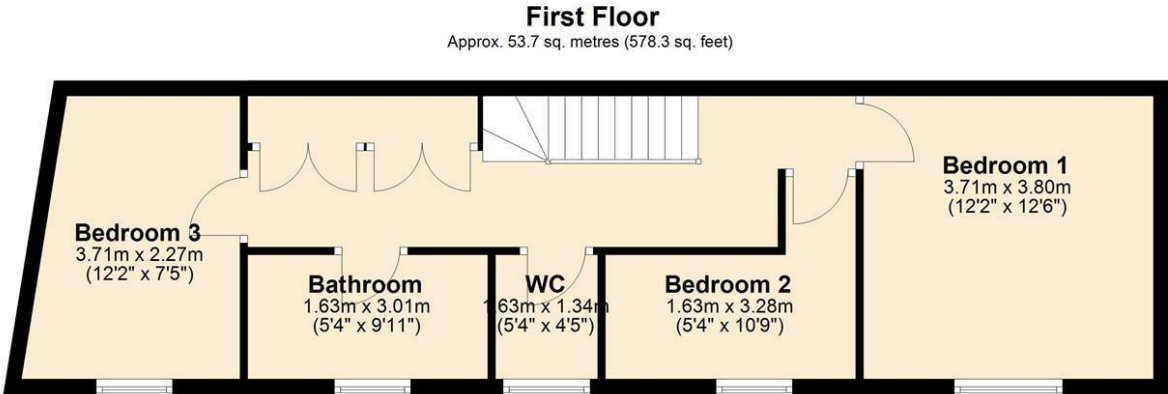 First Floor
Approx. 53.7 sq. metres (578.3 sq. feet)
Bedroom 1
3.71m x 3.80m
(12'2" x 12'6")
Bedroom 3
3.71m x 2.27m
(12'2" x 7'5")
Bathroom
1.63m x 3.01m
(5'4" x 9'11")
WC
1.63m x 1.34m
(5'4" x 4'5")
Bedroom 2
1.63m x 3.28m
(5'4" x 10'9")